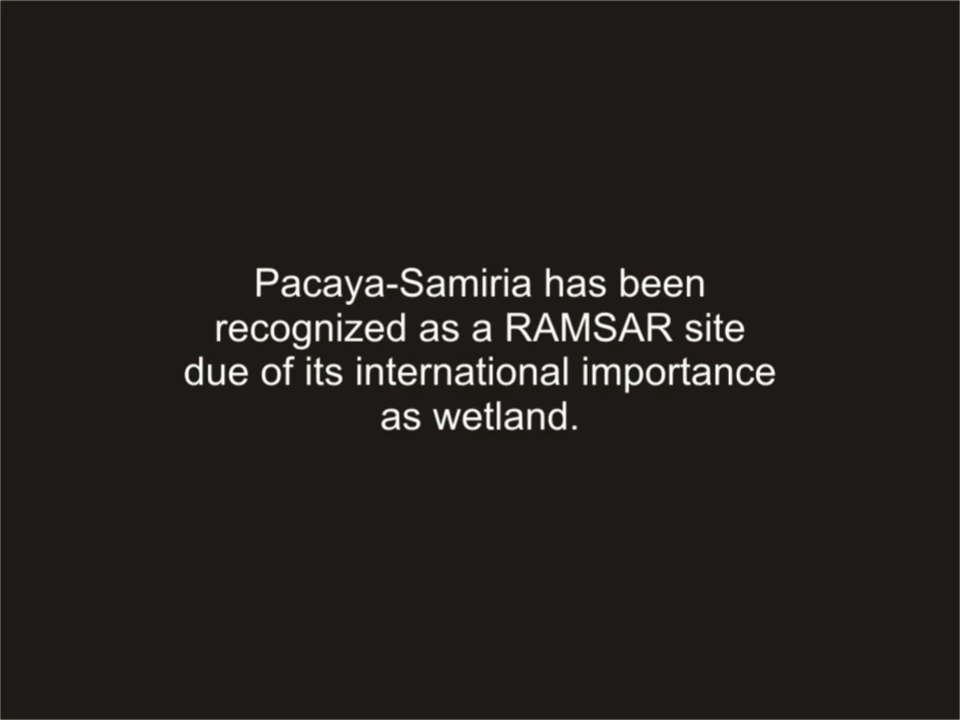 Pacaya-Samiria has been
recognized as a RAMSAR site
due of its international importance
as wetland.